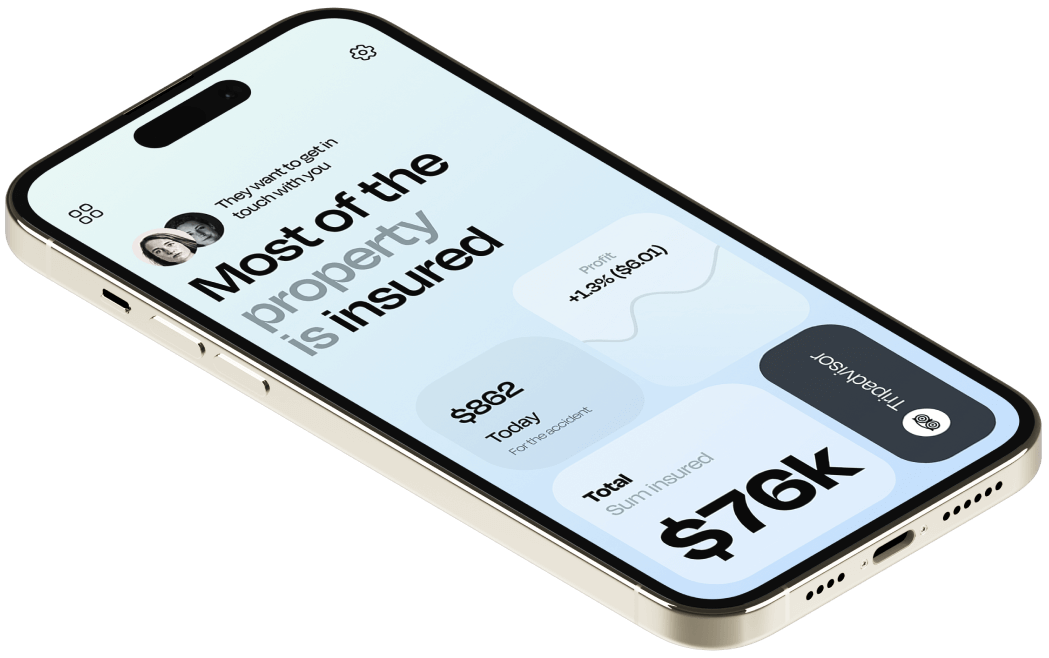 They want to get in
touch with you
Most of the
property
is insured
Profit
+1.3% ($6.01)
$862
Today
For the accident
Tripadvisor
Total
Sum insured
$76k